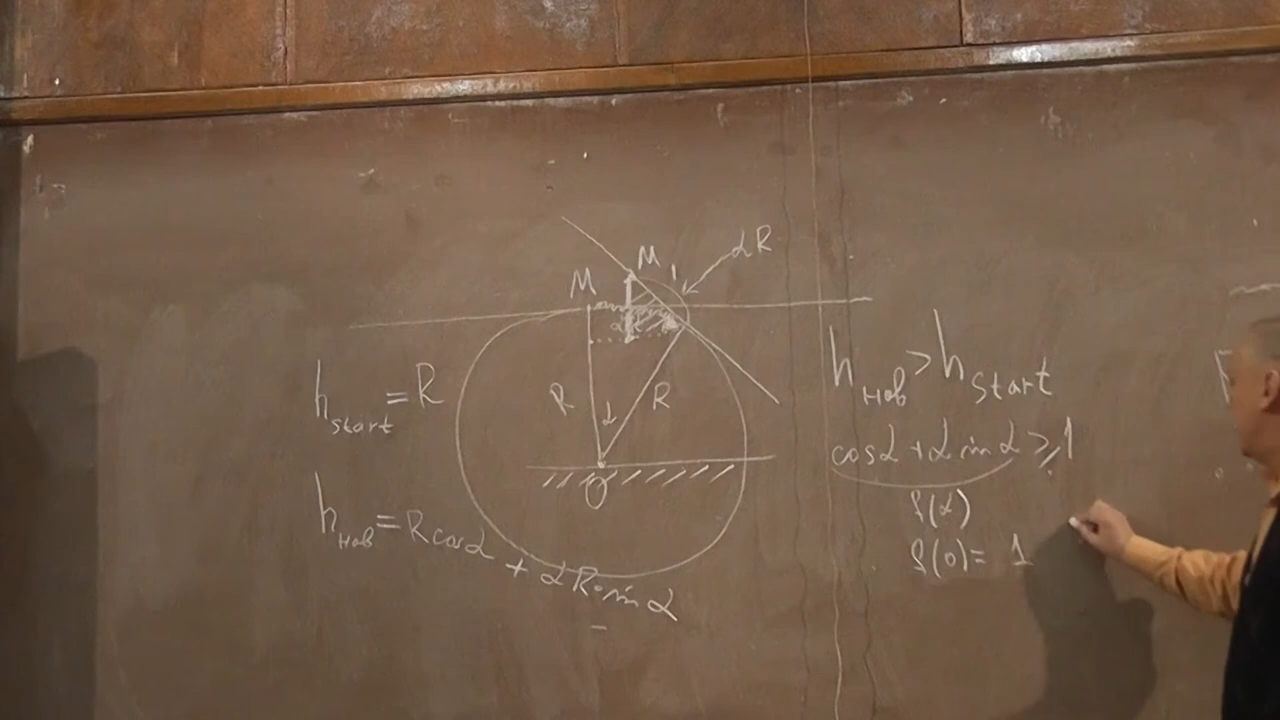 αR
M
M₁
R
α
R
O
h_start = R
h_нов = R cos α + αR sin α
h_нов > h_start
cos α + α sin α ≥ 1
f(α)
f(0) = 1